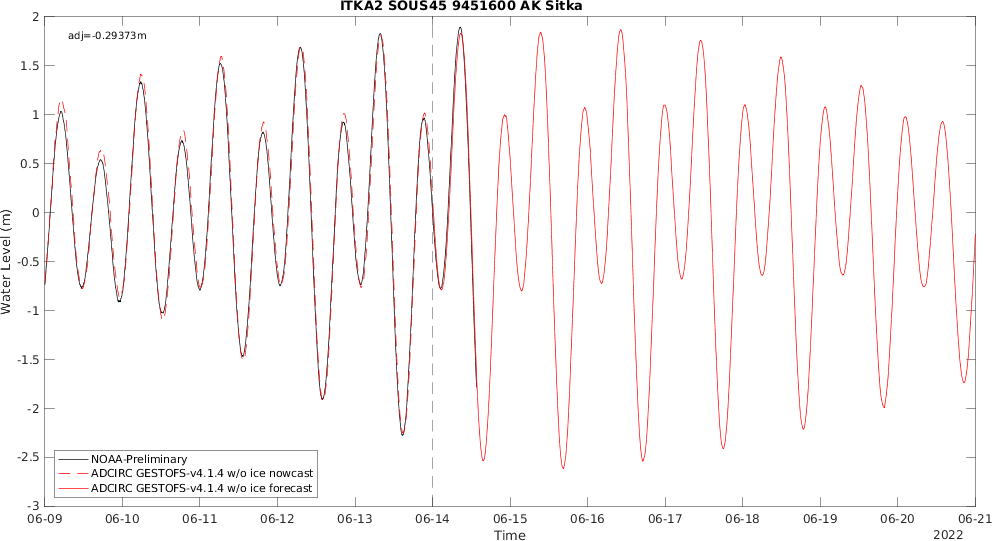 ITKA2 SOUS45 9451600 AK Sitka
adj=-0.29373m
2
1.5
1
0.5
0
-0.5
-1
-1.5
-2
-2.5
-3
Water Level (m)
NOAA-Preliminary
ADCIRC GESTOFS-v4.1.4 w/o ice nowcast
ADCIRC GESTOFS-v4.1.4 w/o ice forecast
06-09 06-10 06-11 06-12 06-13 06-14 06-15 06-16 06-17 06-18 06-19 06-20 06-21
Time
2022